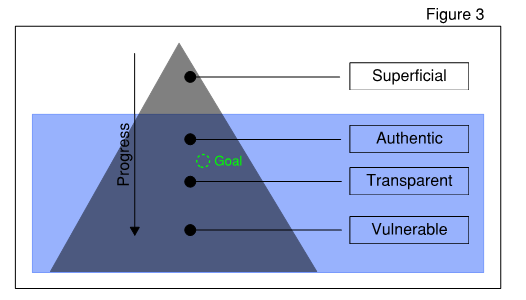 Figure 3
Superficial
Authentic
Progress
Goal
Transparent
Vulnerable